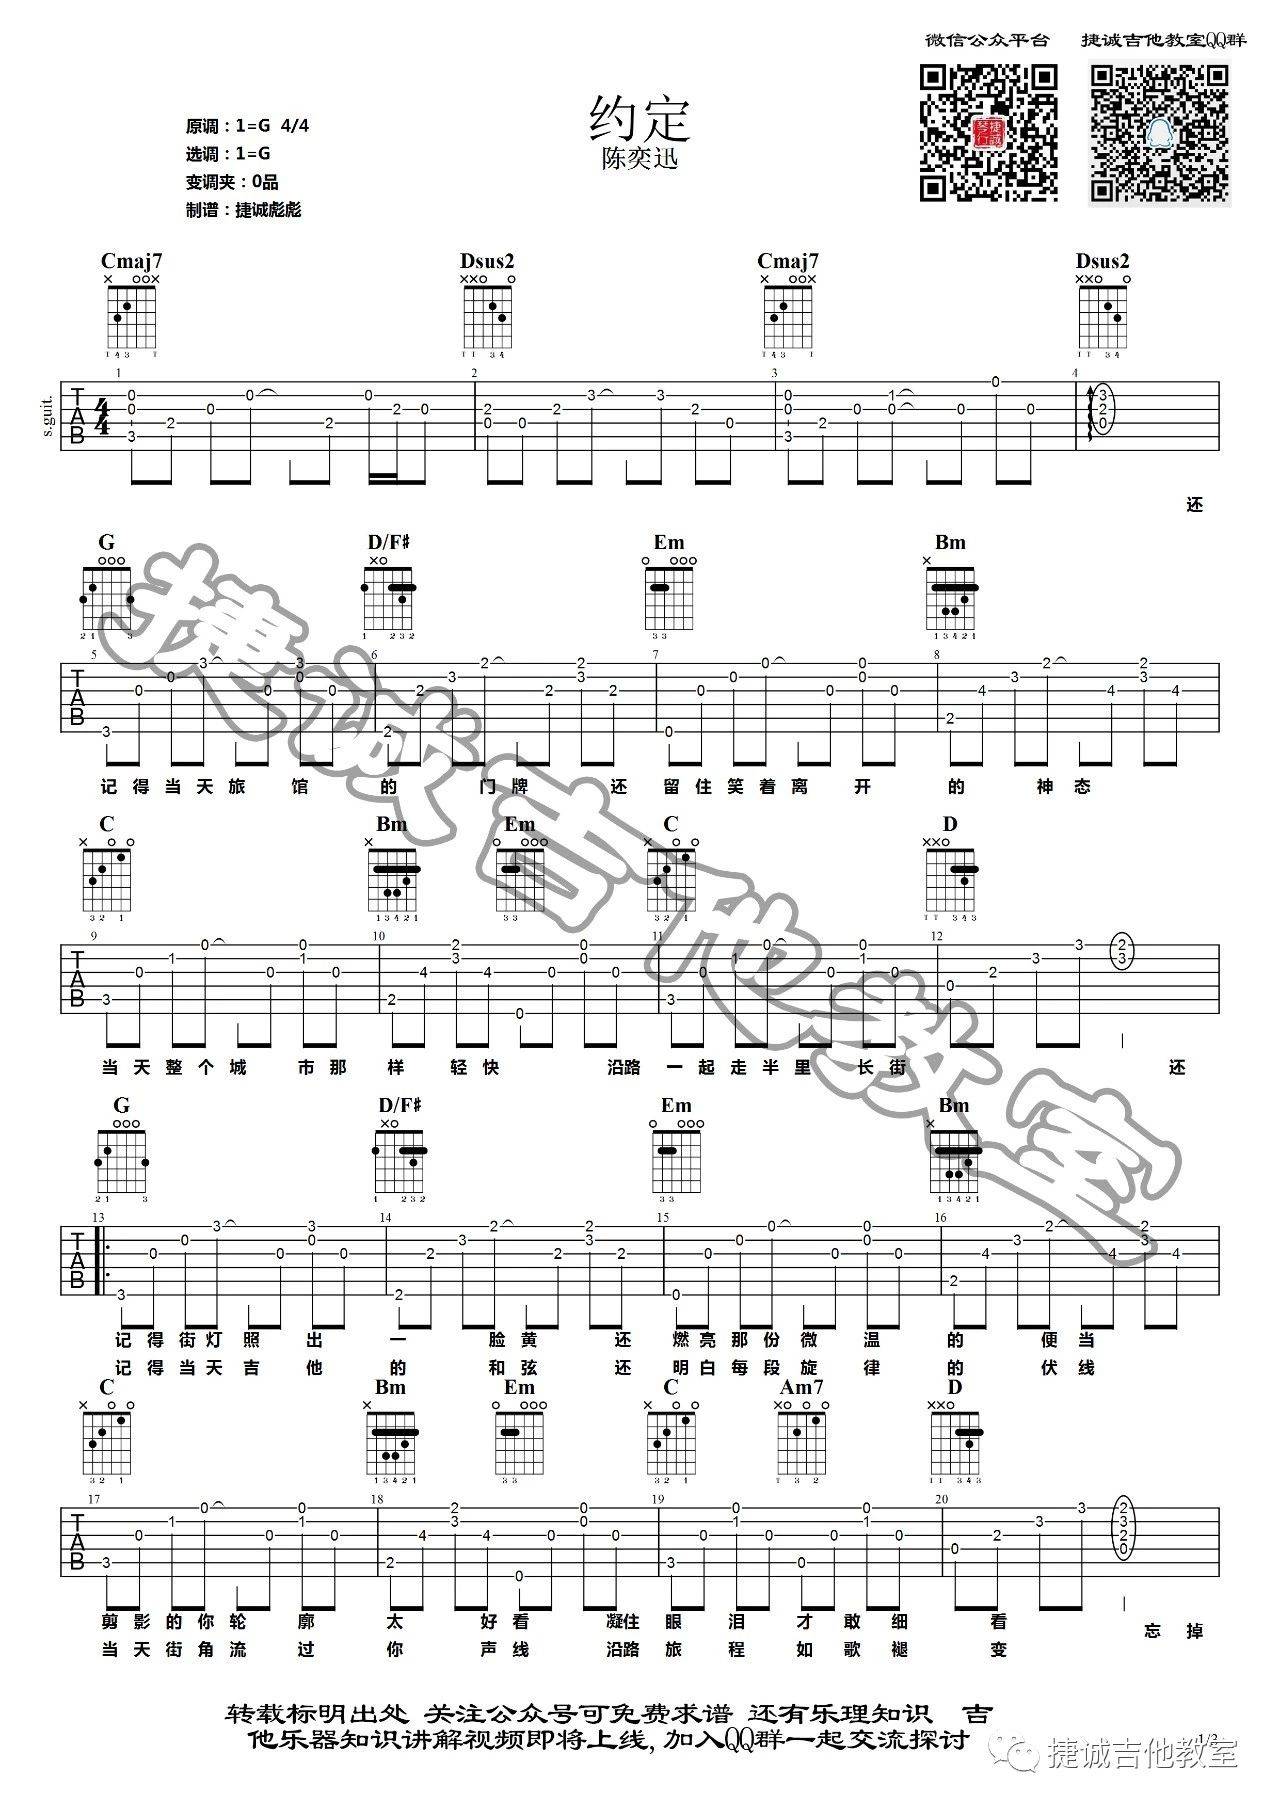 微信公众平台 捷诚吉他教室QQ群
约定
陈奕迅
原调：1=G 4/4
选调：1=G
变调夹：0品
制谱：捷诚彪彪
Cmaj7 Dsus2 Cmaj7 Dsus2
还
G D/F# Em Bm
记得当天旅馆的门牌还留住笑着离开的神态
C Bm Em C D
当天整个城市那样轻快沿路一起走半里长街 还
G D/F# Em Bm
记得街灯照出一脸黄还燃亮那份微温的便当
记得当天吉他的和弦还明白每段旋律的伏线
C Bm Em C Am7 D
剪影的你轮廓太好看凝住眼泪才敢细看
忘掉
当天街角流过你声线沿路旅程如歌褪变
转载标明出处 关注公众号可免费求谱 还有乐理知识 吉
他乐器知识讲解视频即将上线,加入QQ群一起交流探讨
1/2
捷诚吉他教室
捷诚吉他教室